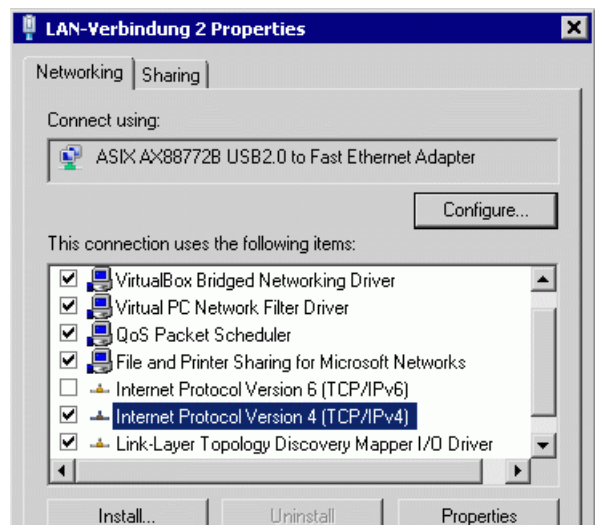 LAN-Verbindung 2 Properties
Networking
Sharing
Connect using:
ASIX AX88772B USB2.0 to Fast Ethernet Adapter
Configure...
This connection uses the following items:
VirtualBox Bridged Networking Driver
Virtual PC Network Filter Driver
QoS Packet Scheduler
File and Printer Sharing for Microsoft Networks
Internet Protocol Version 6 (TCP/IPv6)
Internet Protocol Version 4 (TCP/IPv4)
Link-Layer Topology Discovery Mapper I/O Driver
Install...
Uninstall
Properties